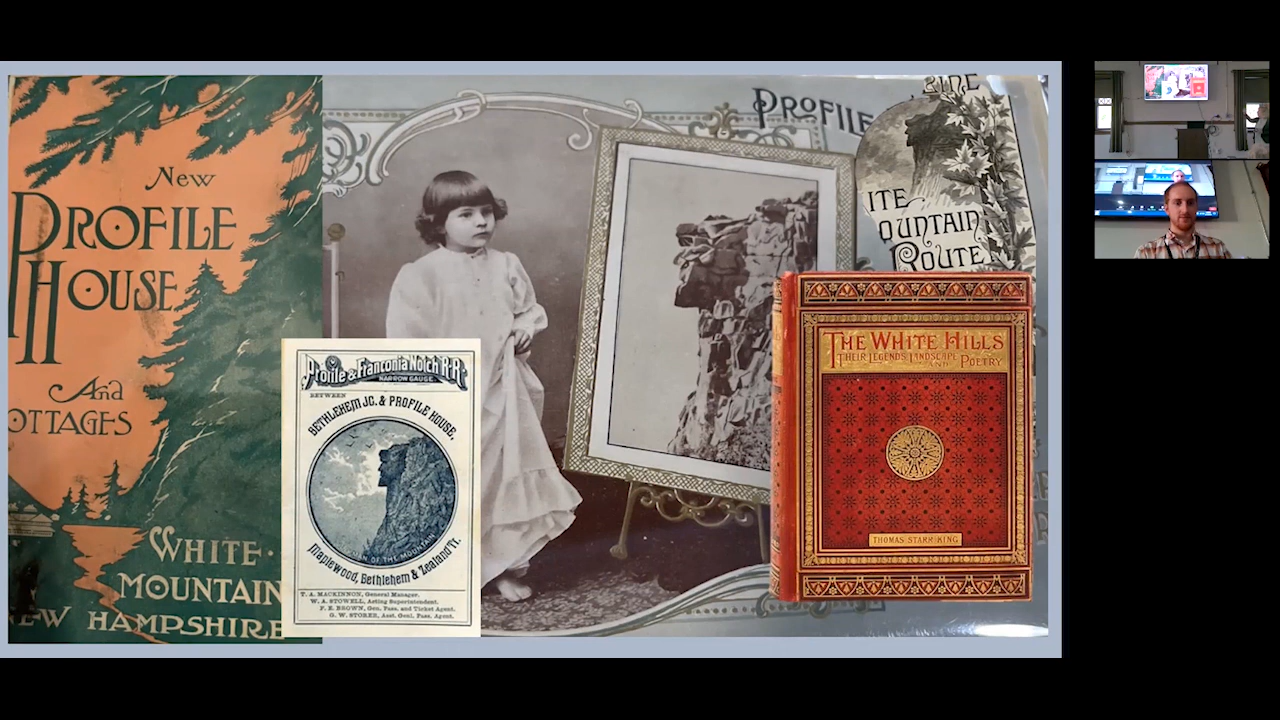 New
PROFILE
HOUSE
And
OTTAGES
WHITE
MOUNTAIN
EW HAMPSHIRE
Profile & Franconia Notch R.R.
NARROW GAUGE
BETWEEN
BETHLEHEM JC. & PROFILE HOUSE,
MEN OF THE MOUNTAIN
Maplewood, Bethlehem & Zealand Tr.
T. A. MACKINNON, General Manager.
W. A. STOWELL, Acting Superintendent.
F. E. BROWN, Gen. Pass. and Ticket Agent.
G. W. STORER, Asst. Genl. Pass. Agent.
PROFILE
ITE
OUNTAIN
ROUTE
THE WHITE HILLS
THEIR LEGENDS, LANDSCAPE
AND POETRY
THOMAS STARR KING